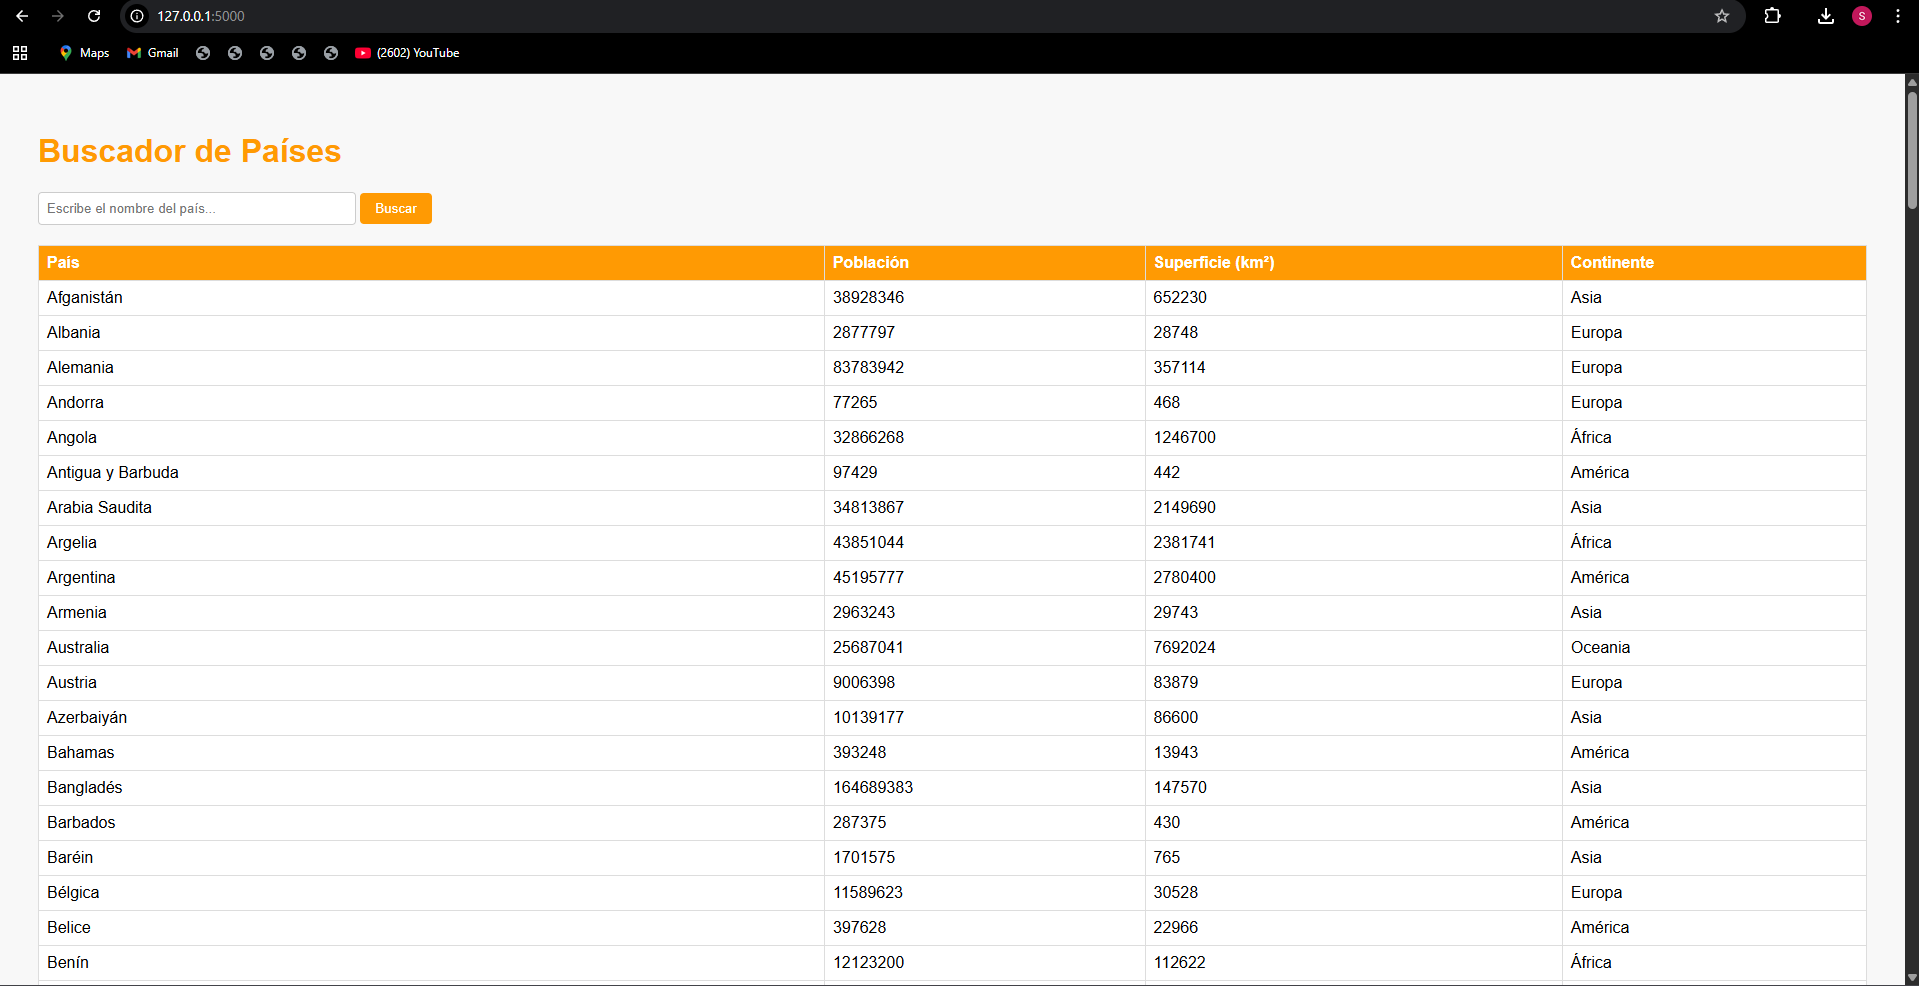 127.0.0.1:5000
S
Maps Gmail (2602) YouTube
Buscador de Países
Escribe el nombre del país... Buscar
País Población Superficie (km²) Continente
Afganistán 38928346 652230 Asia
Albania 2877797 28748 Europa
Alemania 83783942 357114 Europa
Andorra 77265 468 Europa
Angola 32866268 1246700 África
Antigua y Barbuda 97429 442 América
Arabia Saudita 34813867 2149690 Asia
Argelia 43851044 2381741 África
Argentina 45195777 2780400 América
Armenia 2963243 29743 Asia
Australia 25687041 7692024 Oceania
Austria 9006398 83879 Europa
Azerbaiyán 10139177 86600 Asia
Bahamas 393248 13943 América
Bangladés 164689383 147570 Asia
Barbados 287375 430 América
Baréin 1701575 765 Asia
Bélgica 11589623 30528 Europa
Belice 397628 22966 América
Benín 12123200 112622 África